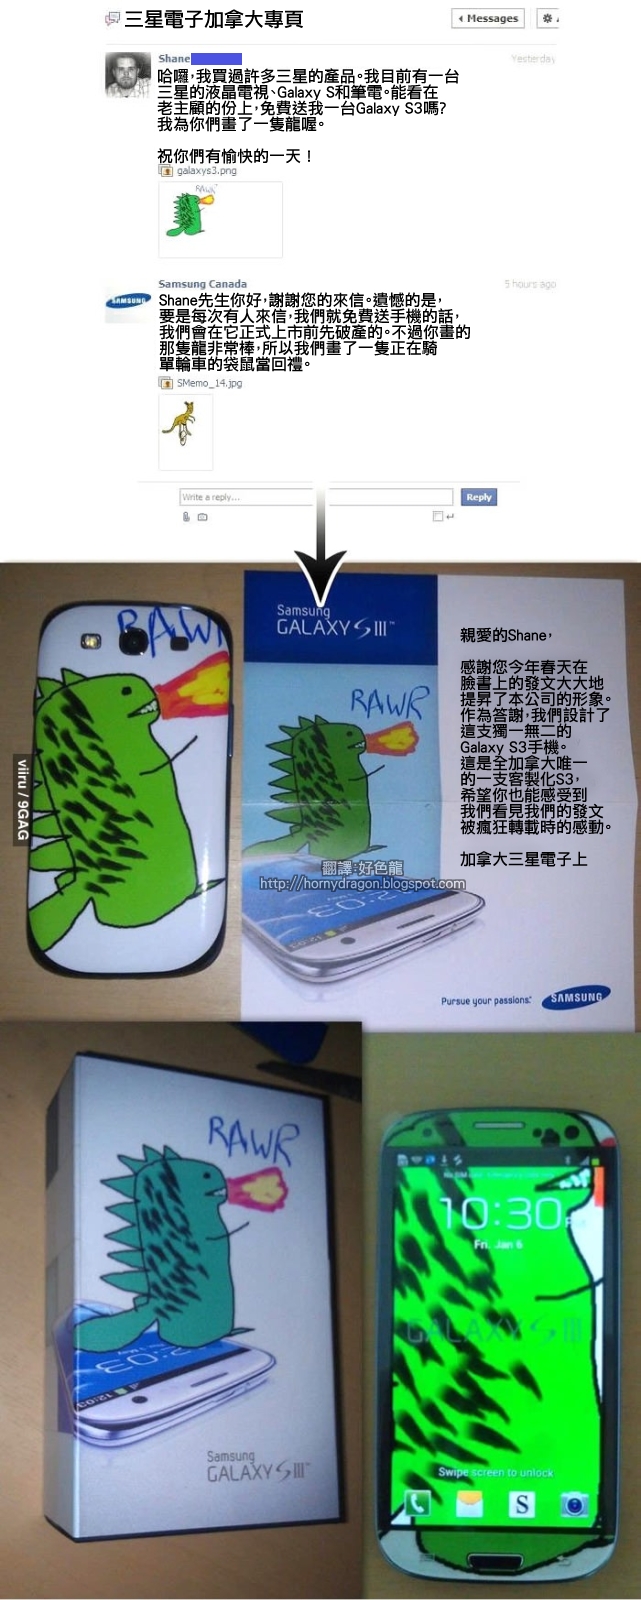 三星電子加拿大專頁
Messages
Shane
Yesterday
哈囉,我買過許多三星的產品。我目前有一台
三星的液晶電視、Galaxy S和筆電。能看在
老主顧的份上,免費送我一台Galaxy S3嗎?
我為你們畫了一隻龍喔。
祝你們有愉快的一天!
galaxys3.png
RAWR
Samsung Canada
5 hours ago
SAMSUNG
Shane先生你好,謝謝您的來信。遺憾的是,
要是每次有人來信,我們就免費送手機的話,
我們會在它正式上市前先破產的。不過你畫的
那隻龍非常棒,所以我們畫了一隻正在騎
單輪車的袋鼠當回禮。
SMemo_14.jpg
Write a reply...
Reply
RAWR
Samsung
GALAXY S III™
RAWR
親愛的Shane,
感謝您今年春天在
臉書上的發文大大地
提昇了本公司的形象。
作為答謝,我們設計了
這支獨一無二的
Galaxy S3手機。
這是全加拿大唯一
的一支客製化S3,
希望你也能感受到
我們看見我們的發文
被瘋狂轉載時的感動。
加拿大三星電子上
viiru / 9GAG
翻譯:好色龍
http://hornydragon.blogspot.com
12:03
Pursue your passions.
SAMSUNG
RAWR
12:03
12:03
Samsung
GALAXY S III™
10:30 PM
Fri, Jan 6
GALAXY S III
Swipe screen to unlock
S